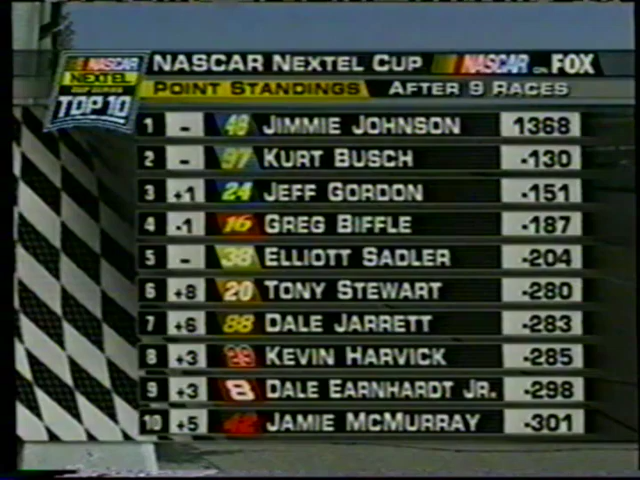 NASCAR NEXTEL CUP NASCAR ON FOX
NASCAR
NEXTEL
CUP SERIES
TOP 10
POINT STANDINGS AFTER 9 RACES
1 - 48 JIMMIE JOHNSON 1368
2 - 97 KURT BUSCH -130
3 +1 24 JEFF GORDON -151
4 -1 16 GREG BIFFLE -187
5 - 38 ELLIOTT SADLER -204
6 +8 20 TONY STEWART -280
7 +6 88 DALE JARRETT -283
8 +3 29 KEVIN HARVICK -285
9 +3 8 DALE EARNHARDT JR. -298
10 +5 42 JAMIE MCMURRAY -301